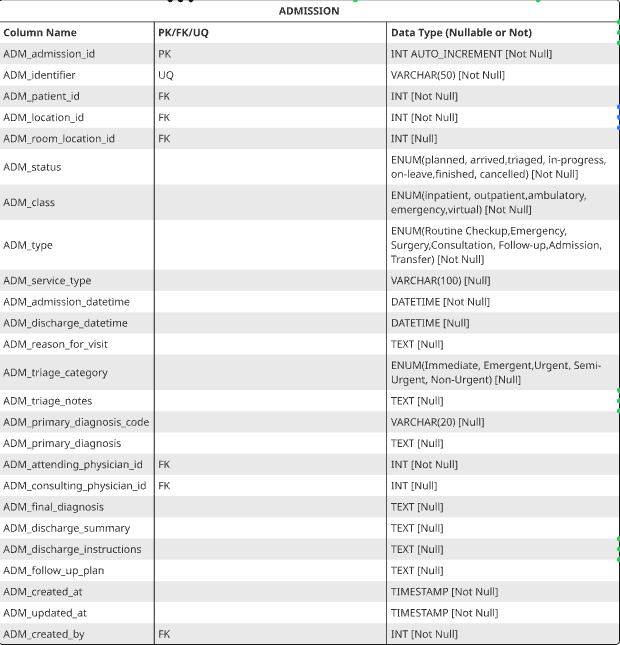 ADMISSION
Column Name PK/FK/UQ Data Type (Nullable or Not)
ADM_admission_id PK INT AUTO_INCREMENT [Not Null]
ADM_identifier UQ VARCHAR(50) [Not Null]
ADM_patient_id FK INT [Not Null]
ADM_location_id FK INT [Not Null]
ADM_room_location_id FK INT [Null]
ADM_status ENUM(planned, arrived,triaged, in-progress,
on-leave,finished, cancelled) [Not Null]
ADM_class ENUM(inpatient, outpatient,ambulatory,
emergency,virtual) [Not Null]
ADM_type ENUM(Routine Checkup,Emergency,
Surgery,Consultation, Follow-up,Admission,
Transfer) [Not Null]
ADM_service_type VARCHAR(100) [Null]
ADM_admission_datetime DATETIME [Not Null]
ADM_discharge_datetime DATETIME [Null]
ADM_reason_for_visit TEXT [Null]
ADM_triage_category ENUM(Immediate, Emergent,Urgent, Semi-
Urgent, Non-Urgent) [Null]
ADM_triage_notes TEXT [Null]
ADM_primary_diagnosis_code VARCHAR(20) [Null]
ADM_primary_diagnosis TEXT [Null]
ADM_attending_physician_id FK INT [Not Null]
ADM_consulting_physician_id FK INT [Null]
ADM_final_diagnosis TEXT [Null]
ADM_discharge_summary TEXT [Null]
ADM_discharge_instructions TEXT [Null]
ADM_follow_up_plan TEXT [Null]
ADM_created_at TIMESTAMP [Not Null]
ADM_updated_at TIMESTAMP [Not Null]
ADM_created_by FK INT [Not Null]